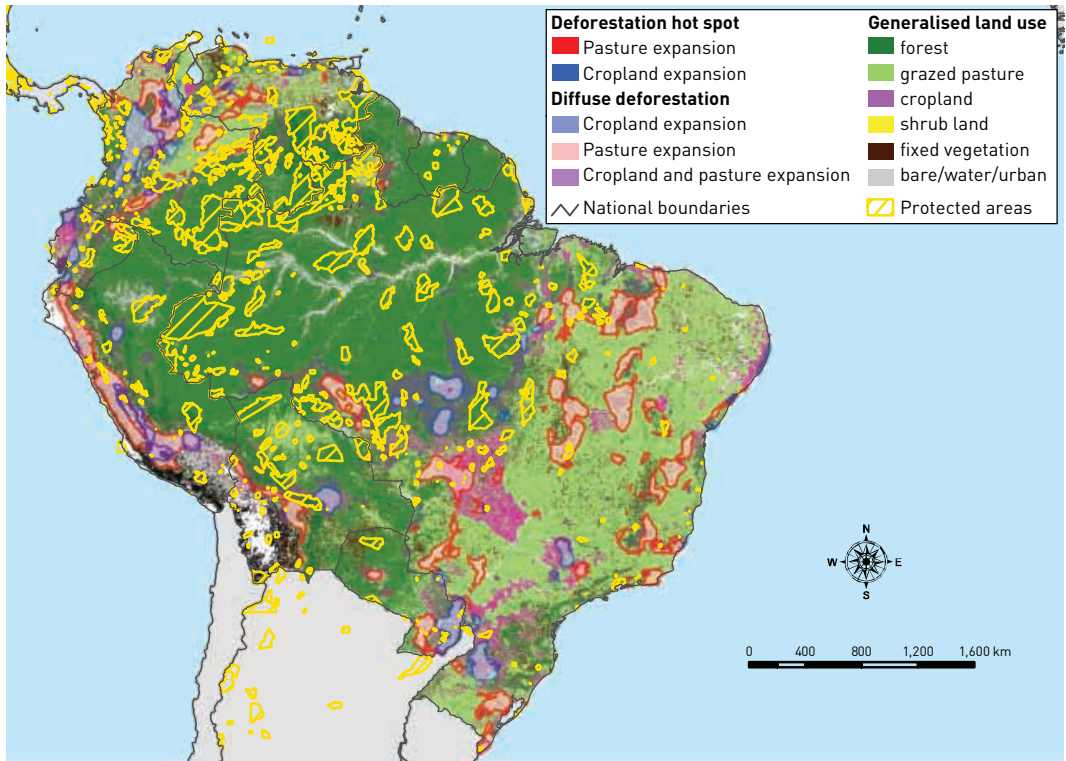 Deforestation hot spot
Pasture expansion
Cropland expansion
Diffuse deforestation
Cropland expansion
Pasture expansion
Cropland and pasture expansion
National boundaries
Generalised land use
forest
grazed pasture
cropland
shrub land
fixed vegetation
bare/water/urban
Protected areas
N
W E
S
0 400 800 1,200 1,600 km